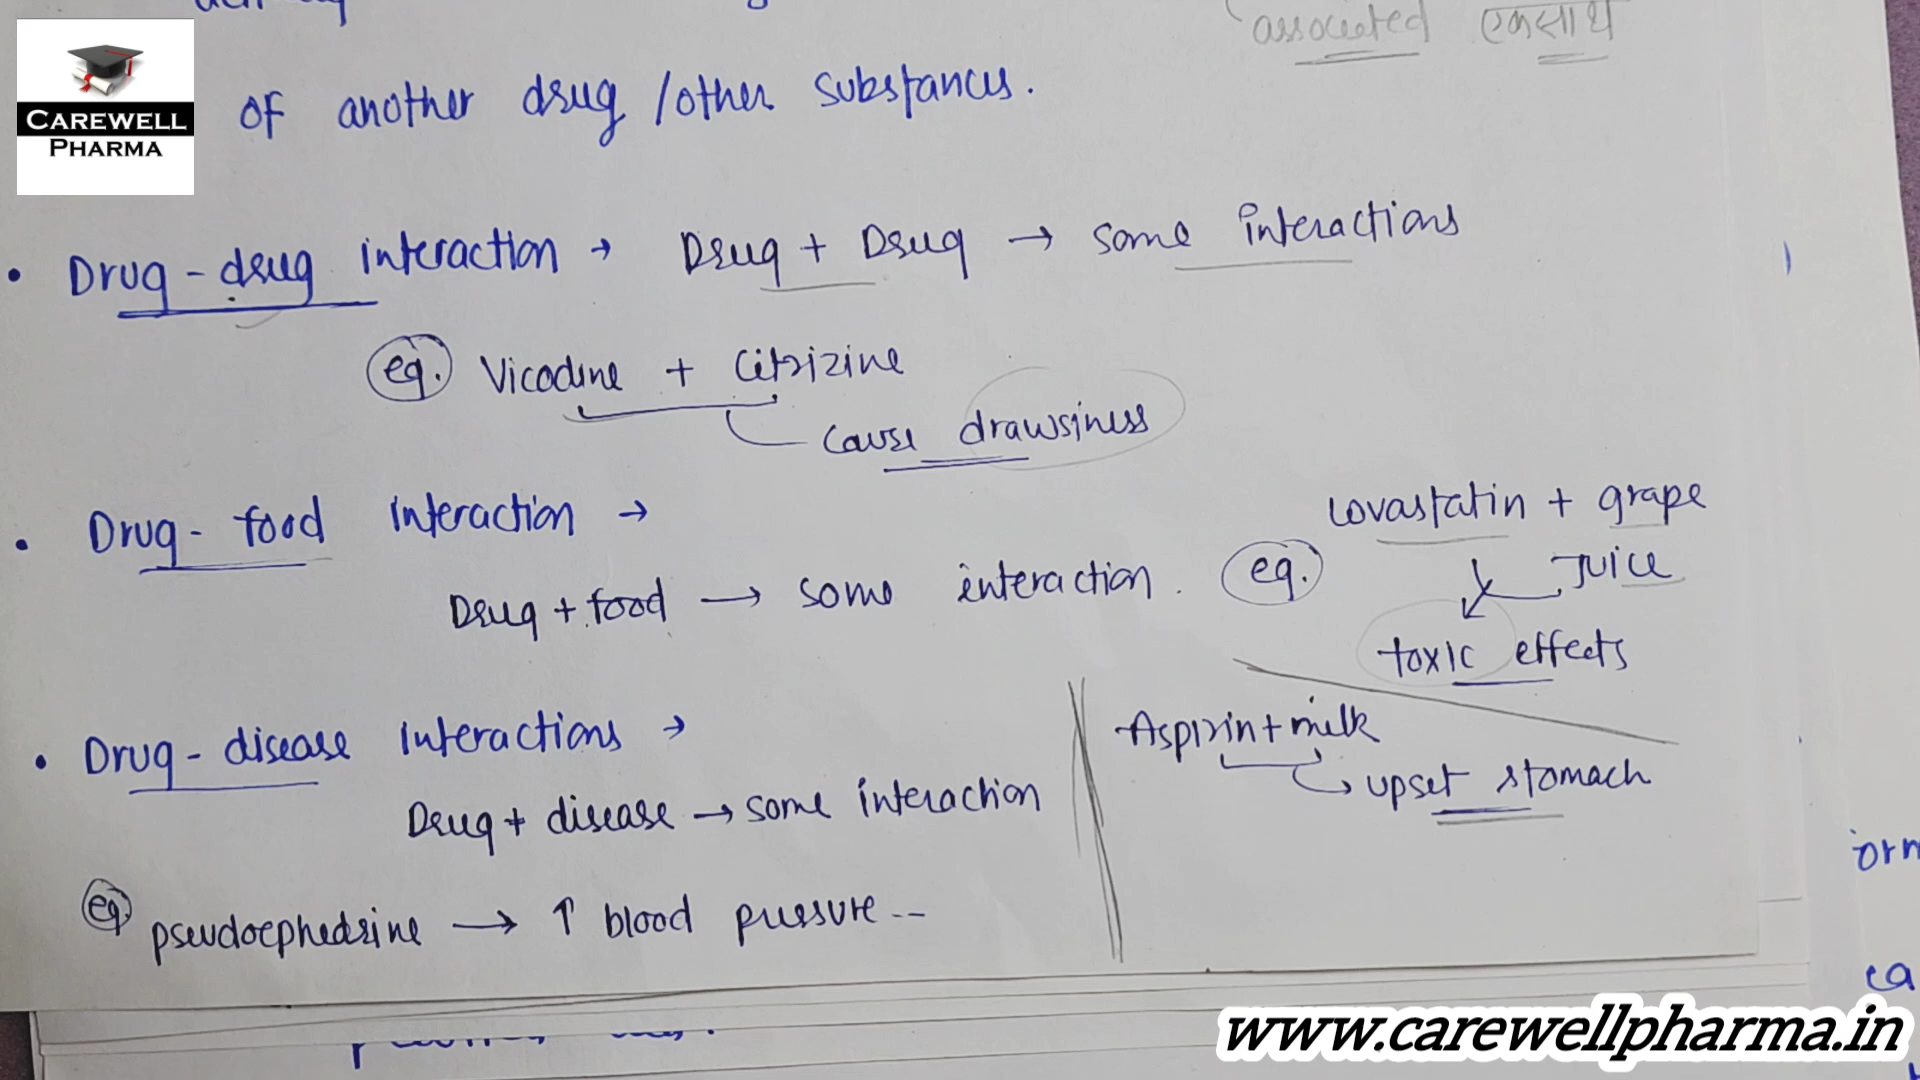 CAREWELL
PHARMA
associated एकसाथ
of another drug /other substances.
• Drug-drug interaction → Drug + Drug → some interactions
eg. Vicodine + Citrizine
cause drawsiness
• Drug- food interaction →
Lovastatin + grape
Juice
Drug + food → some interaction. eg.
toxic effects
• Drug-disease interactions →
Aspirin + milk
upset stomach
Drug + disease → some interaction
eg. pseudoephedrine → ↑ blood pressure --
orm
ca
www.carewellpharma.in